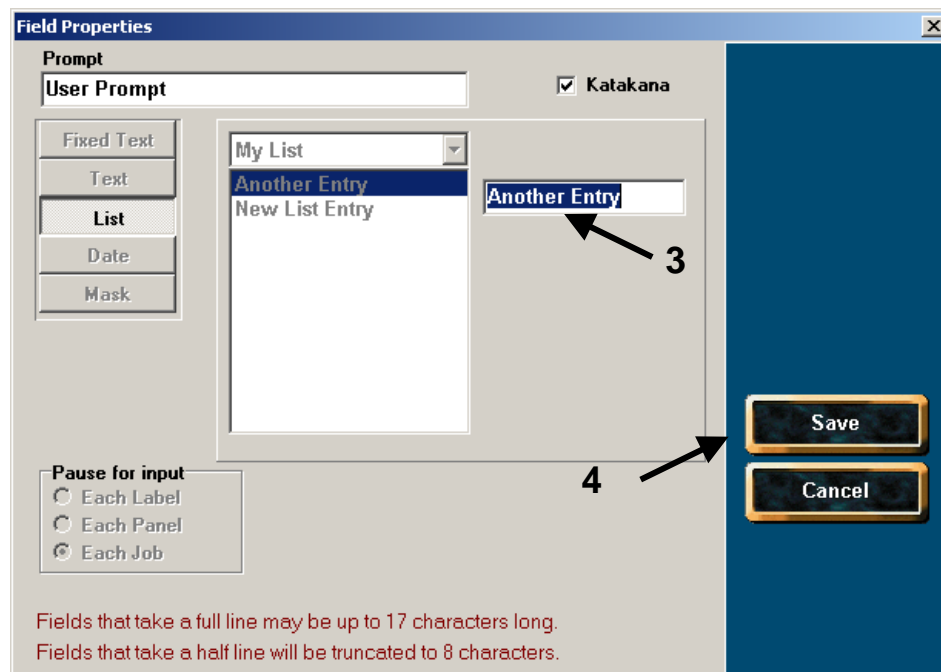 Field Properties
Prompt
User Prompt
Katakana
Fixed Text
Text
List
Date
Mask
My List
Another Entry
New List Entry
Another Entry
3
Save
4
Cancel
Pause for input
Each Label
Each Panel
Each Job
Fields that take a full line may be up to 17 characters long.
Fields that take a half line will be truncated to 8 characters.